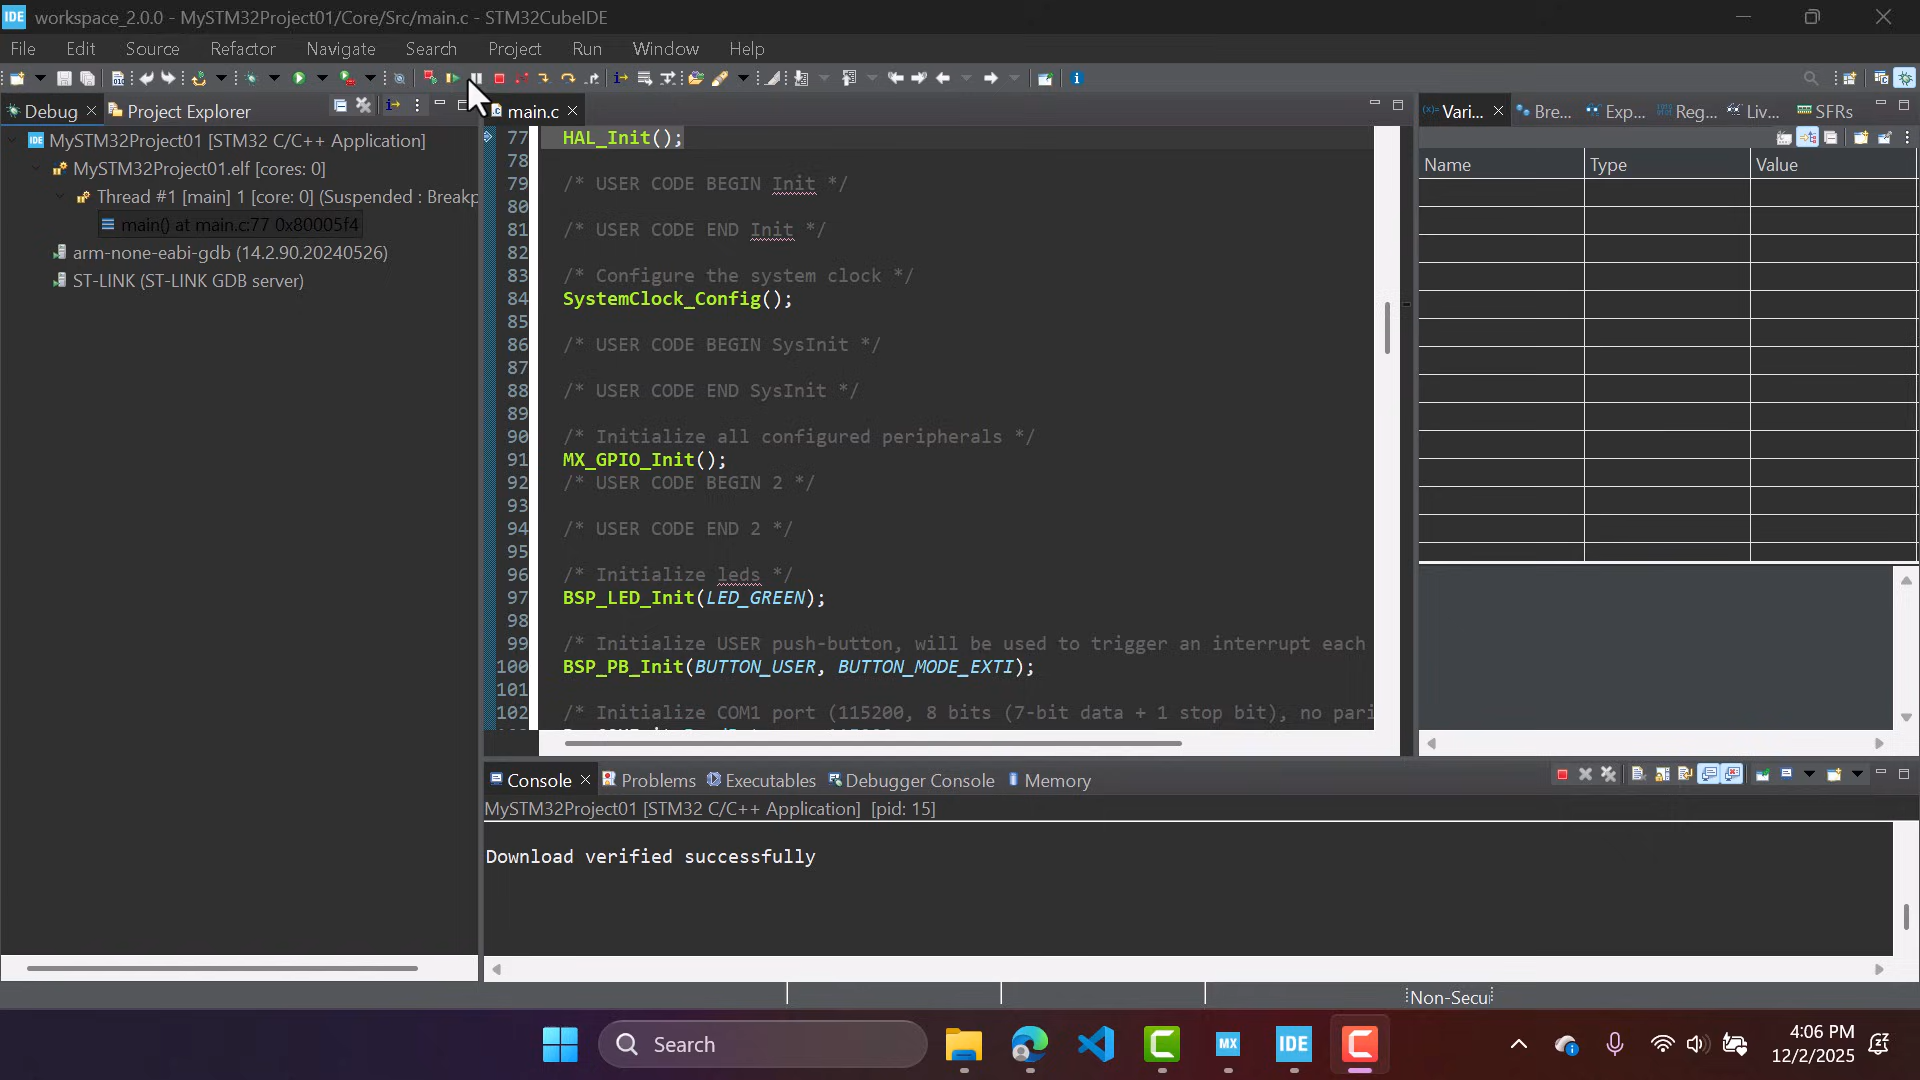 IDE workspace_2.0.0 - MySTM32Project01/Core/Src/main.c - STM32CubeIDE
File Edit Source Refactor Navigate Search Project Run Window Help
Debug Project Explorer
MySTM32Project01 [STM32 C/C++ Application]
MySTM32Project01.elf [cores: 0]
Thread #1 [main] 1 [core: 0] (Suspended : Breakp
main() at main.c:77 0x80005f4
arm-none-eabi-gdb (14.2.90.20240526)
ST-LINK (ST-LINK GDB server)
main.c
77 HAL_Init();
78
79 /* USER CODE BEGIN Init */
80
81 /* USER CODE END Init */
82
83 /* Configure the system clock */
84 SystemClock_Config();
85
86 /* USER CODE BEGIN SysInit */
87
88 /* USER CODE END SysInit */
89
90 /* Initialize all configured peripherals */
91 MX_GPIO_Init();
92 /* USER CODE BEGIN 2 */
93
94 /* USER CODE END 2 */
95
96 /* Initialize leds */
97 BSP_LED_Init(LED_GREEN);
98
99 /* Initialize USER push-button, will be used to trigger an interrupt each
100 BSP_PB_Init(BUTTON_USER, BUTTON_MODE_EXTI);
101
102 /* Initialize COM1 port (115200, 8 bits (7-bit data + 1 stop bit), no pari
(x)= Vari... Bre... Exp... Reg... Liv... SFRs
Name Type Value
Console Problems Executables Debugger Console Memory
MySTM32Project01 [STM32 C/C++ Application] [pid: 15]
Download verified successfully
Non-Secu
Search
MX
IDE
4:06 PM
12/2/2025